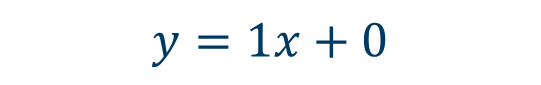 y = 1x + 0